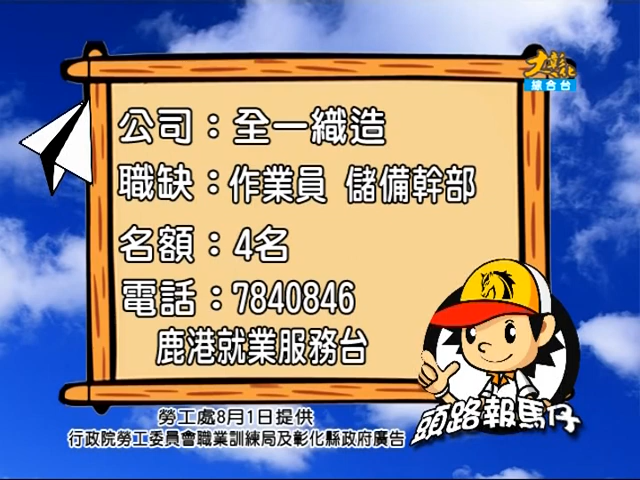 大彰化
綜合台
公司：全一織造
職缺：作業員 儲備幹部
名額：4名
電話：7840846
鹿港就業服務台
頭路報馬仔
勞工處8月1日提供
行政院勞工委員會職業訓練局及彰化縣政府廣告